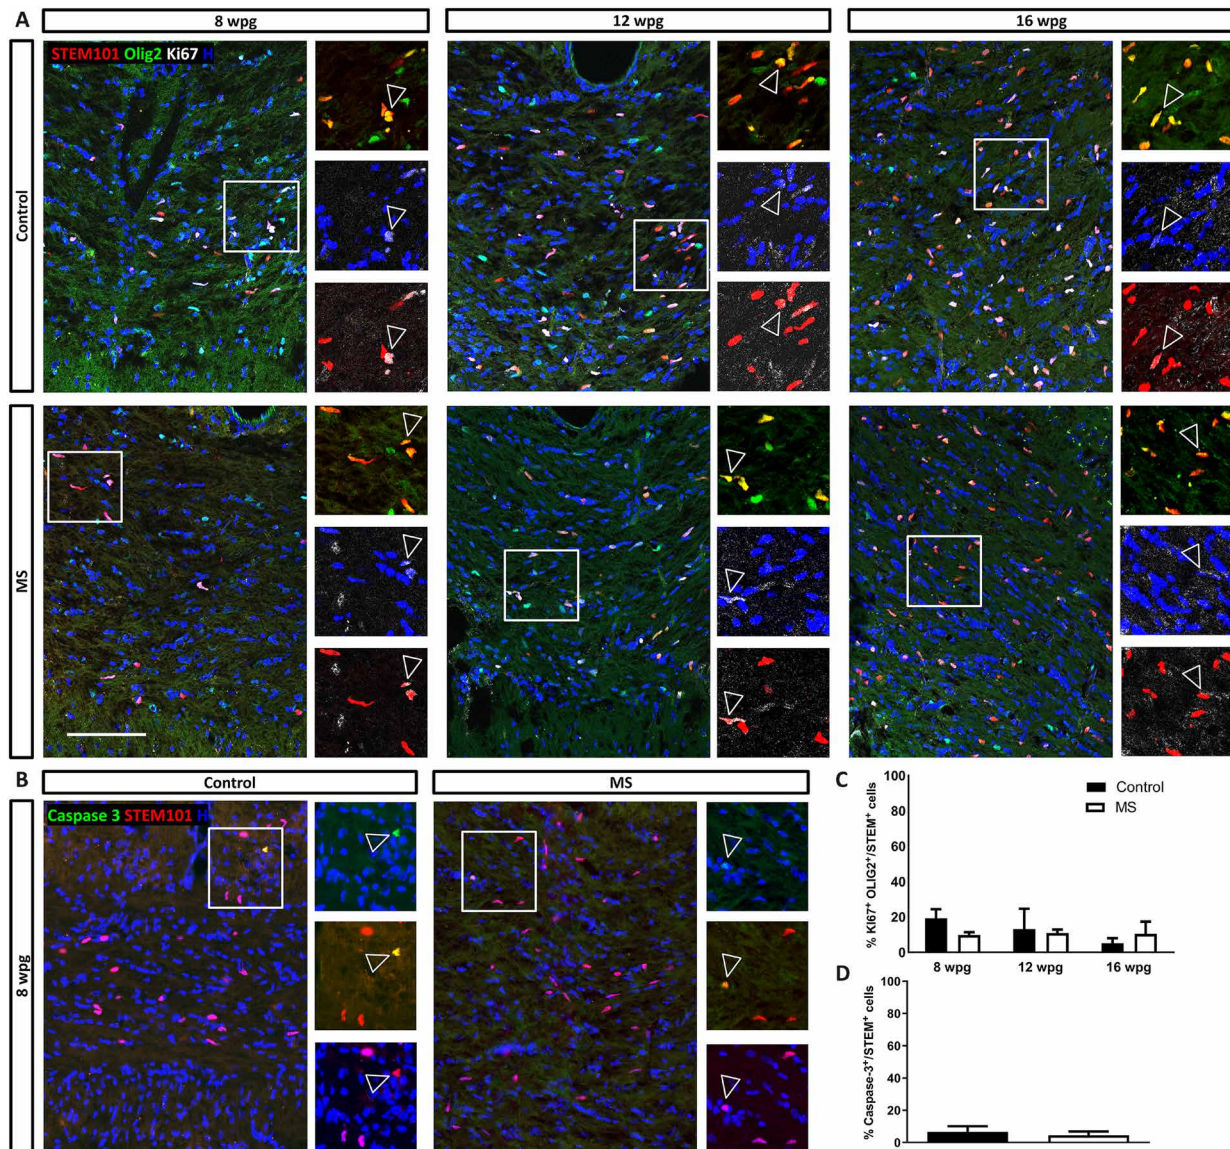 A
8 wpg
12 wpg
16 wpg
Control
STEM101 Olig2 Ki67 H
MS
B
Control
MS
8 wpg
Caspase 3 STEM101 H
C
Control
MS
% KI67+ OLIG2+/STEM+ cells
100
80
60
40
20
0
8 wpg
12 wpg
16 wpg
D
% Caspase-3+/STEM+ cells
100
80
60
40
20
0